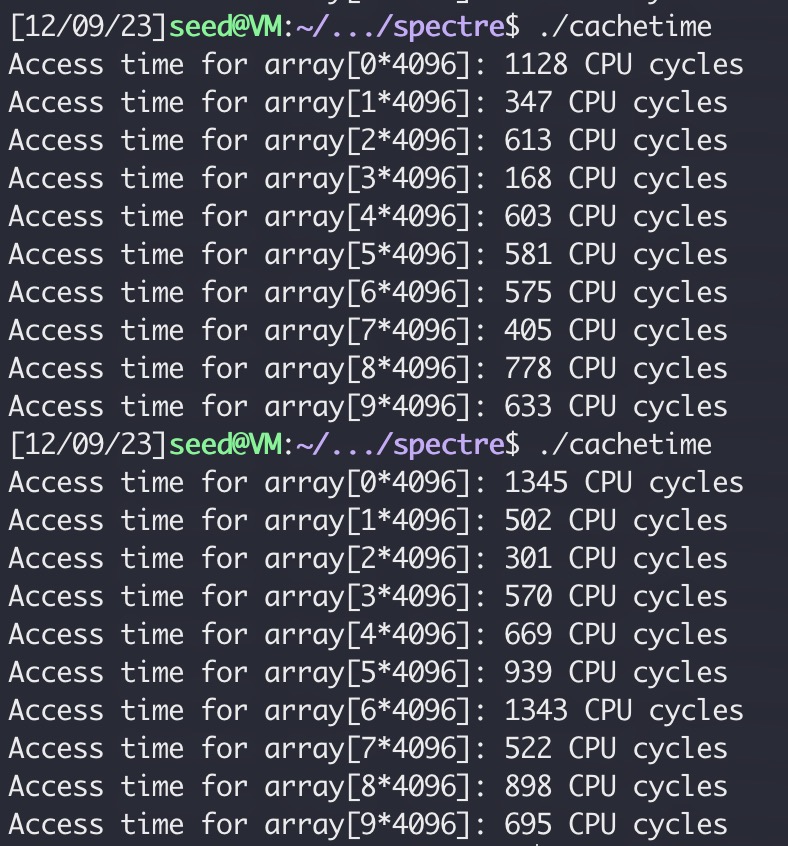 [12/09/23]seed@VM:~/.../spectre$ ./cachetime
Access time for array[0*4096]: 1128 CPU cycles
Access time for array[1*4096]: 347 CPU cycles
Access time for array[2*4096]: 613 CPU cycles
Access time for array[3*4096]: 168 CPU cycles
Access time for array[4*4096]: 603 CPU cycles
Access time for array[5*4096]: 581 CPU cycles
Access time for array[6*4096]: 575 CPU cycles
Access time for array[7*4096]: 405 CPU cycles
Access time for array[8*4096]: 778 CPU cycles
Access time for array[9*4096]: 633 CPU cycles
[12/09/23]seed@VM:~/.../spectre$ ./cachetime
Access time for array[0*4096]: 1345 CPU cycles
Access time for array[1*4096]: 502 CPU cycles
Access time for array[2*4096]: 301 CPU cycles
Access time for array[3*4096]: 570 CPU cycles
Access time for array[4*4096]: 669 CPU cycles
Access time for array[5*4096]: 939 CPU cycles
Access time for array[6*4096]: 1343 CPU cycles
Access time for array[7*4096]: 522 CPU cycles
Access time for array[8*4096]: 898 CPU cycles
Access time for array[9*4096]: 695 CPU cycles